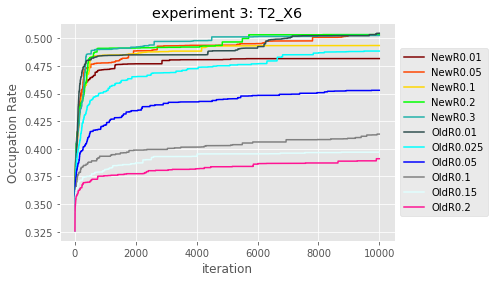 experiment 3: T2_X6
Occupation Rate
0.500
0.475
0.450
0.425
0.400
0.375
0.350
0.325
0
2000
4000
6000
8000
10000
iteration
NewR0.01
NewR0.05
NewR0.1
NewR0.2
NewR0.3
OldR0.01
OldR0.025
OldR0.05
OldR0.1
OldR0.15
OldR0.2